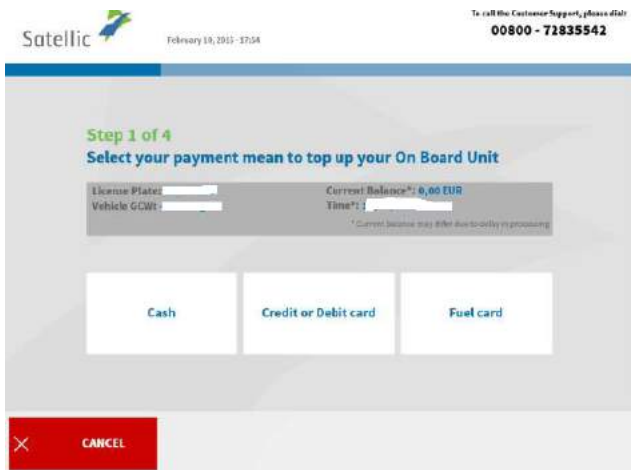 To call the Customer Support, please dial:
00800 - 72835542
Satellic
February 10, 2015 - 17:54
Step 1 of 4
Select your payment mean to top up your On Board Unit
License Plate:
Current Balance*: 0,00 EUR
Vehicle GCW:
Time*:
* Current balance may differ due to delay in processing
Cash
Credit or Debit card
Fuel card
CANCEL